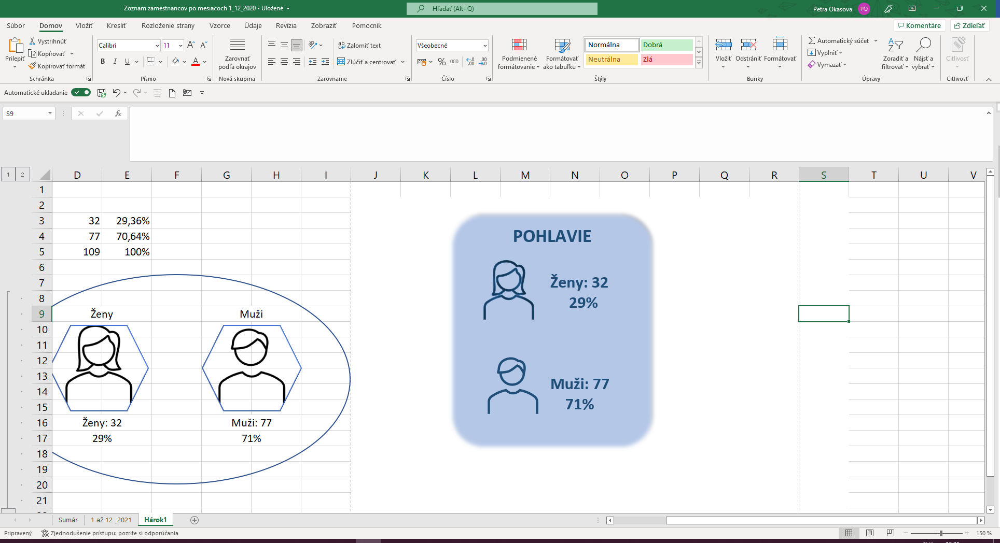 Zoznam zamestnancov po mesiacoch 1_12_2020 • Uložené
Hľadať (Alt+Q)
Petra Okasova
PO
Súbor Domov Vložiť Kresliť Rozloženie strany Vzorce Údaje Revízia Zobraziť Pomocník
Komentáre Zdieľať
Prilepiť
Vystrihnúť
Kopírovať
Kopírovať formát
Schránka
Calibri 11
B I U
Písmo
Zarovnať
podľa okrajov
Nová skupina
Zalomiť text
Zlúčiť a centrovať
Zarovnanie
Všeobecné
% 000
Číslo
Podmienené
formátovanie
Formátovať
ako tabuľku
Normálna Dobrá
Neutrálna Zlá
Štýly
Vložiť Odstrániť Formátovať
Bunky
Automatický súčet
Vyplniť
Vymazať
Zoradiť a
filtrovať
Nájsť a
vybrať
Úpravy
Citlivosť
Citlivosť
Automatické ukladanie
S9
fx
1 2
D E F G H I J K L M N O P Q R S T U V
1
2
3 32 29,36%
4 77 70,64%
5 109 100%
6
7
8
9 Ženy Muži
10
11
12
13
14
15
16 Ženy: 32 Muži: 77
17 29% 71%
18
19
20
21
POHLAVIE
Ženy: 32
29%
Muži: 77
71%
Sumár 1 až 12 _2021 Hárok1
Pripravený Zjednodušenie prístupu: pozrite si odporúčania
150 %